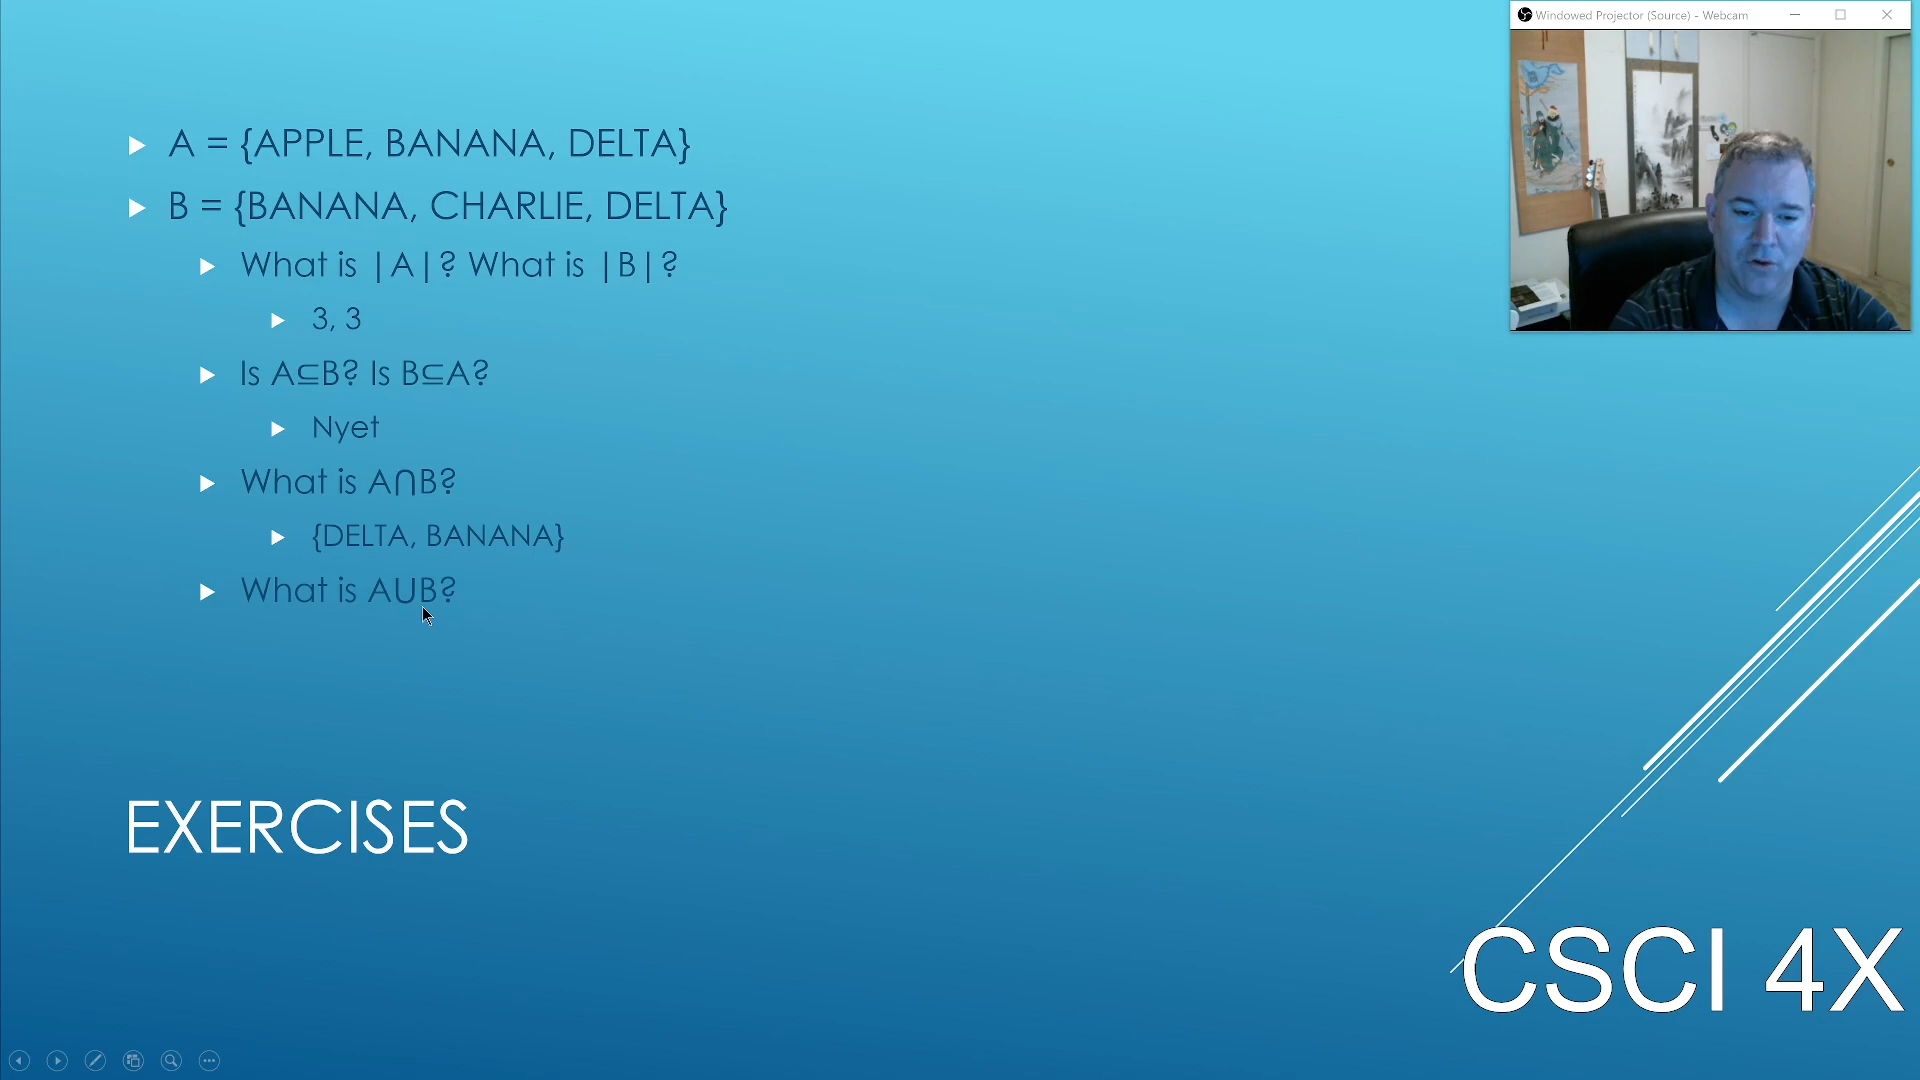 Windowed Projector (Source) - Webcam
A = {APPLE, BANANA, DELTA}
B = {BANANA, CHARLIE, DELTA}
What is |A|? What is |B|?
3, 3
Is A⊆B? Is B⊆A?
Nyet
What is A∩B?
{DELTA, BANANA}
What is A∪B?
EXERCISES
CSCI 4X